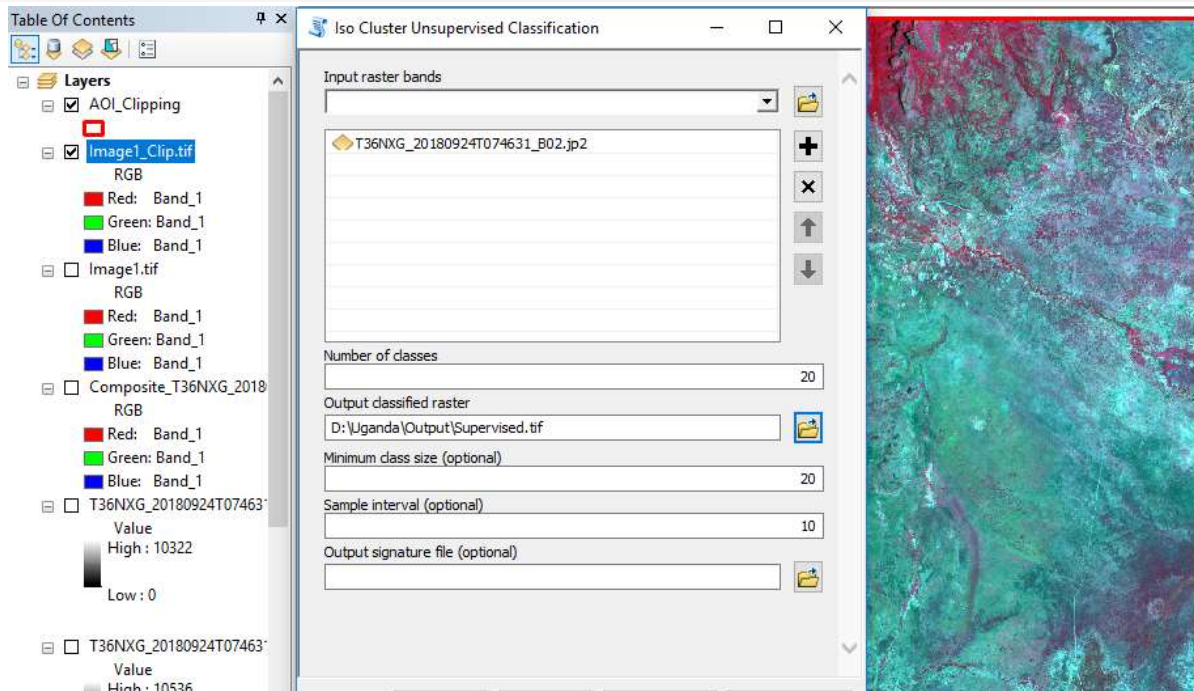 Table Of Contents
Layers
AOI_Clipping
Image1_Clip.tif
RGB
Red: Band_1
Green: Band_1
Blue: Band_1
Image1.tif
RGB
Red: Band_1
Green: Band_1
Blue: Band_1
Composite_T36NXG_2018
RGB
Red: Band_1
Green: Band_1
Blue: Band_1
T36NXG_20180924T07463
Value
High : 10322
Low : 0
T36NXG_20180924T07463
Value
High : 10536
Iso Cluster Unsupervised Classification
Input raster bands
T36NXG_20180924T074631_B02.jp2
Number of classes
20
Output classified raster
D:\Uganda\Output\Supervised.tif
Minimum class size (optional)
20
Sample interval (optional)
10
Output signature file (optional)